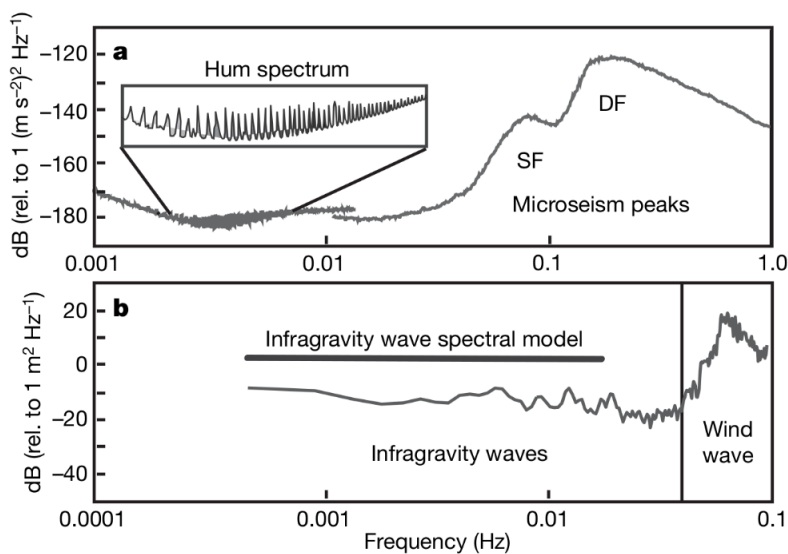 a
Hum spectrum
dB (rel. to 1 (m s⁻²)² Hz⁻¹)
−120
−140
−160
−180
SF
DF
Microseism peaks
0.001
0.01
0.1
1.0
b
dB (rel. to 1 m² Hz⁻¹)
20
0
−20
−40
Infragravity wave spectral model
Infragravity waves
Wind
wave
0.0001
0.001
0.01
0.1
Frequency (Hz)